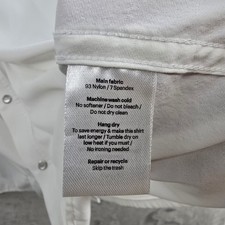 Main fabric
93 Nylon / 7 Spandex
Machine wash cold
No softener / Do not bleach /
Do not dry clean
Hang dry
To save energy & make this shirt
last longer / Tumble dry on
low heat if you must /
No ironing needed
Repair or recycle
Skip the trash